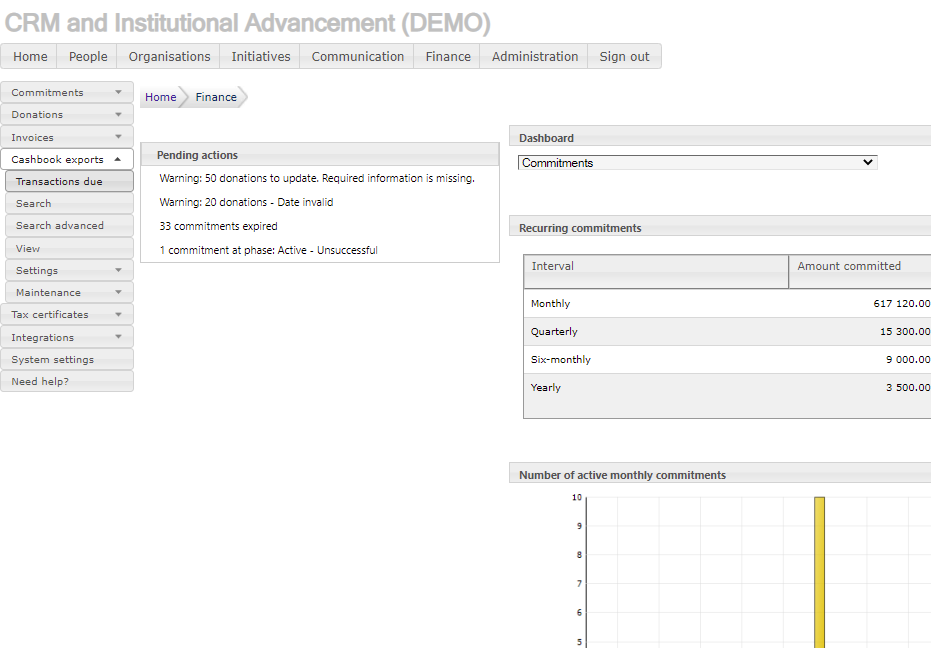 CRM and Institutional Advancement (DEMO)
Home People Organisations Initiatives Communication Finance Administration Sign out
Commitments
Donations
Invoices
Cashbook exports
Transactions due
Search
Search advanced
View
Settings
Maintenance
Tax certificates
Integrations
System settings
Need help?
Home Finance
Pending actions
Warning: 50 donations to update. Required information is missing.
Warning: 20 donations - Date invalid
33 commitments expired
1 commitment at phase: Active - Unsuccessful
Dashboard
Commitments
Recurring commitments
Interval Amount committed
Monthly 617 120.00
Quarterly 15 300.00
Six-monthly 9 000.00
Yearly 3 500.00
Number of active monthly commitments
10
9
8
7
6
5